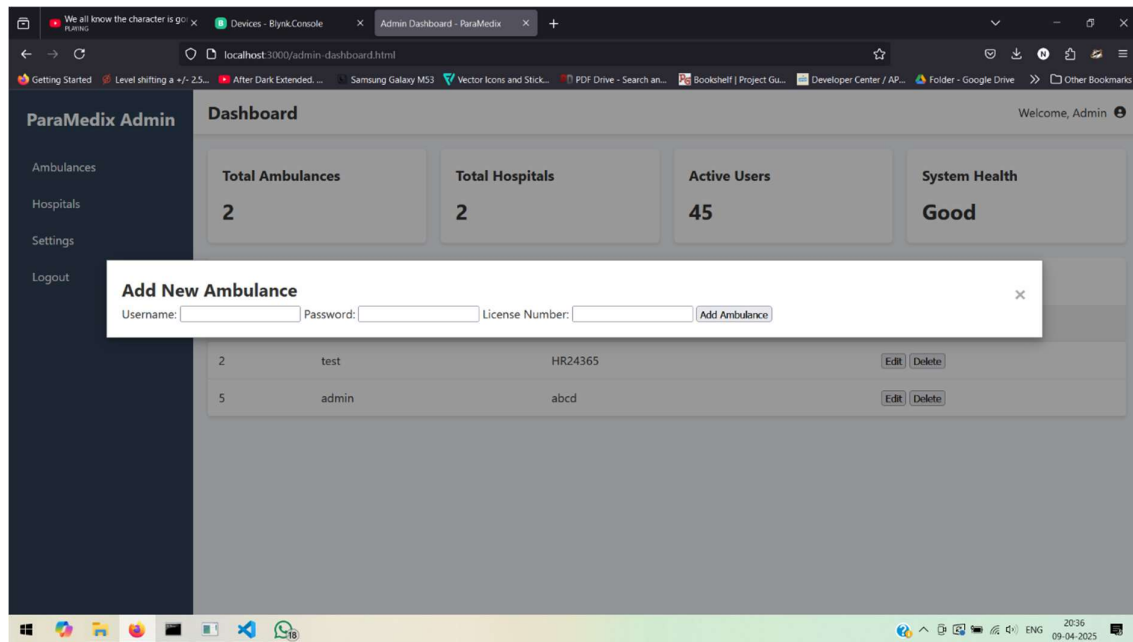 We all know the character is goi
PLAYING
Devices - Blynk.Console
Admin Dashboard - ParaMedix
localhost:3000/admin-dashboard.html
Getting Started
Level shifting a +/- 2.5...
After Dark Extended. ...
Samsung Galaxy M53
Vector Icons and Stick...
PDF Drive - Search an...
Bookshelf | Project Gu...
Developer Center / AP...
Folder - Google Drive
Other Bookmarks
ParaMedix Admin
Ambulances
Hospitals
Settings
Logout
Dashboard
Welcome, Admin
Total Ambulances
2
Total Hospitals
2
Active Users
45
System Health
Good
Add New Ambulance
×
Username: Password: License Number: Add Ambulance
2 test HR24365 Edit Delete
5 admin abcd Edit Delete
18
ENG
20:36
09-04-2025